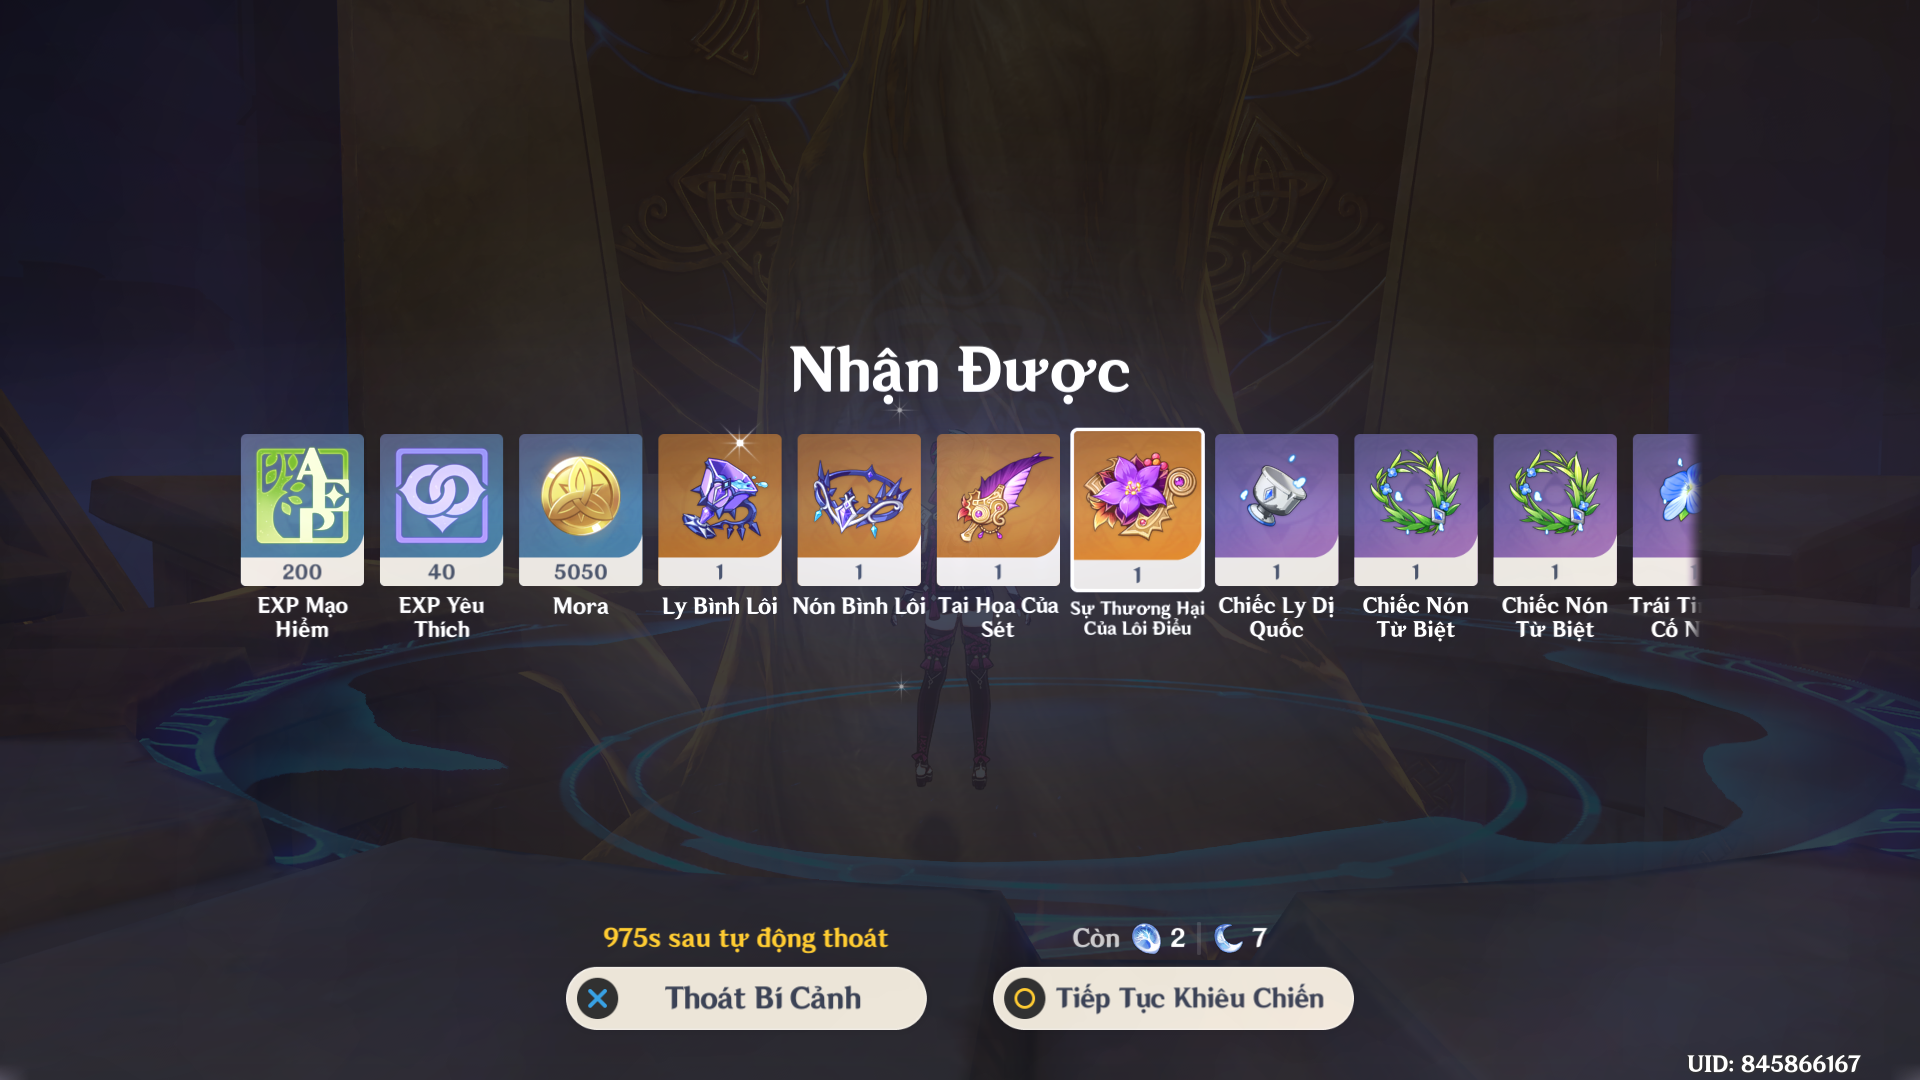 Nhận Được
200
40
5050
1
1
1
1
1
1
1
EXP Mạo
Hiểm
EXP Yêu
Thích
Mora
Ly Bình Lôi
Nón Bình Lôi
Tai Họa Của
Sét
Sự Thương Hại
Của Lôi Điểu
Chiếc Ly Dị
Quốc
Chiếc Nón
Từ Biệt
Chiếc Nón
Từ Biệt
Trái
Cố
975s sau tự động thoát
Còn 2 | 7
Thoát Bí Cảnh
Tiếp Tục Khiêu Chiến
UID: 845866167